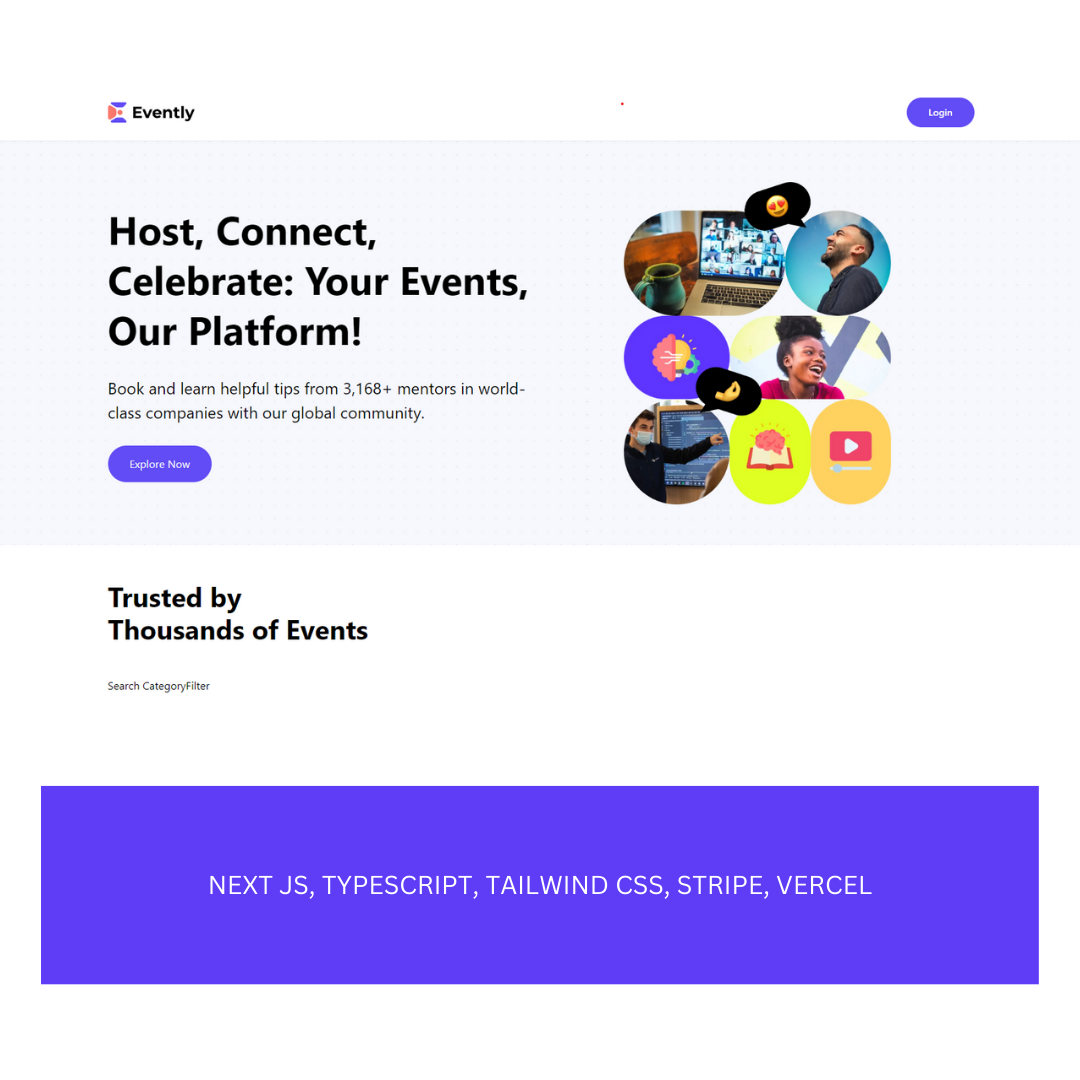 Evently
Login
Host, Connect,
Celebrate: Your Events,
Our Platform!
Book and learn helpful tips from 3,168+ mentors in world-
class companies with our global community.
Explore Now
Trusted by
Thousands of Events
Search CategoryFilter
NEXT JS, TYPESCRIPT, TAILWIND CSS, STRIPE, VERCEL